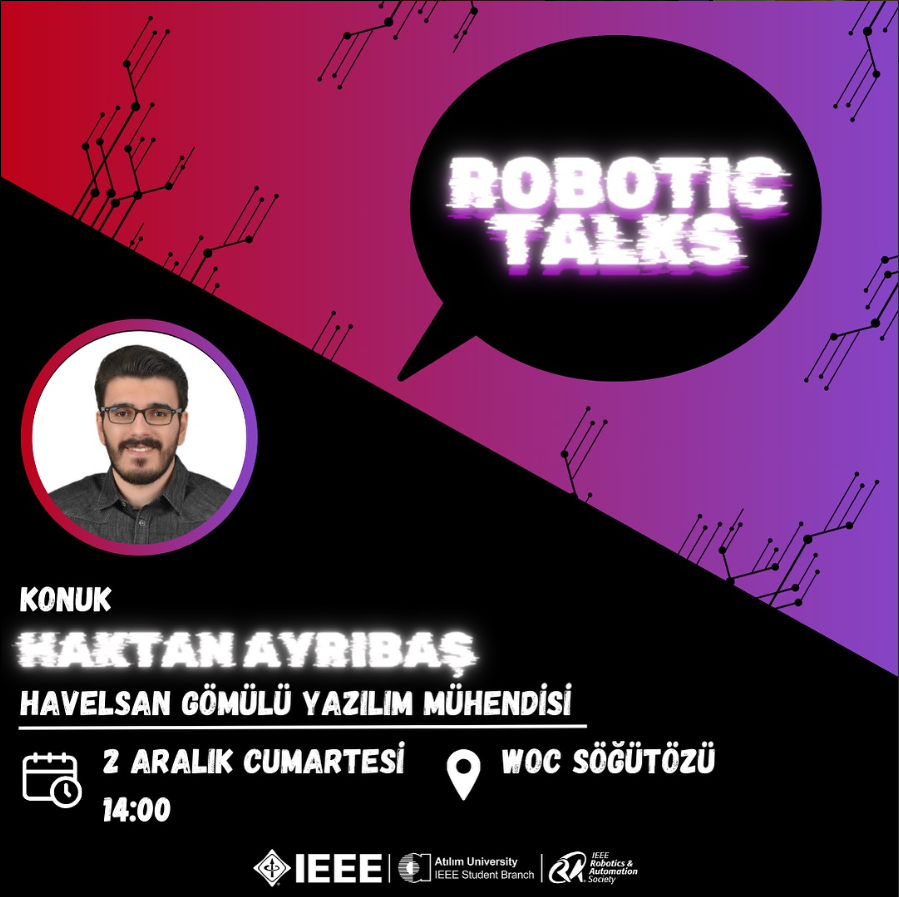 ROBOTIC
TALKS
KONUK
HAKTAN AYRIBAŞ
HAVELSAN GÖMÜLÜ YAZILIM MÜHENDİSİ
2 ARALIK CUMARTESİ
14:00
WOC SÖĞÜTÖZÜ
IEEE
Atılım University
IEEE Student Branch
IEEE
Robotics &
Automation
Society